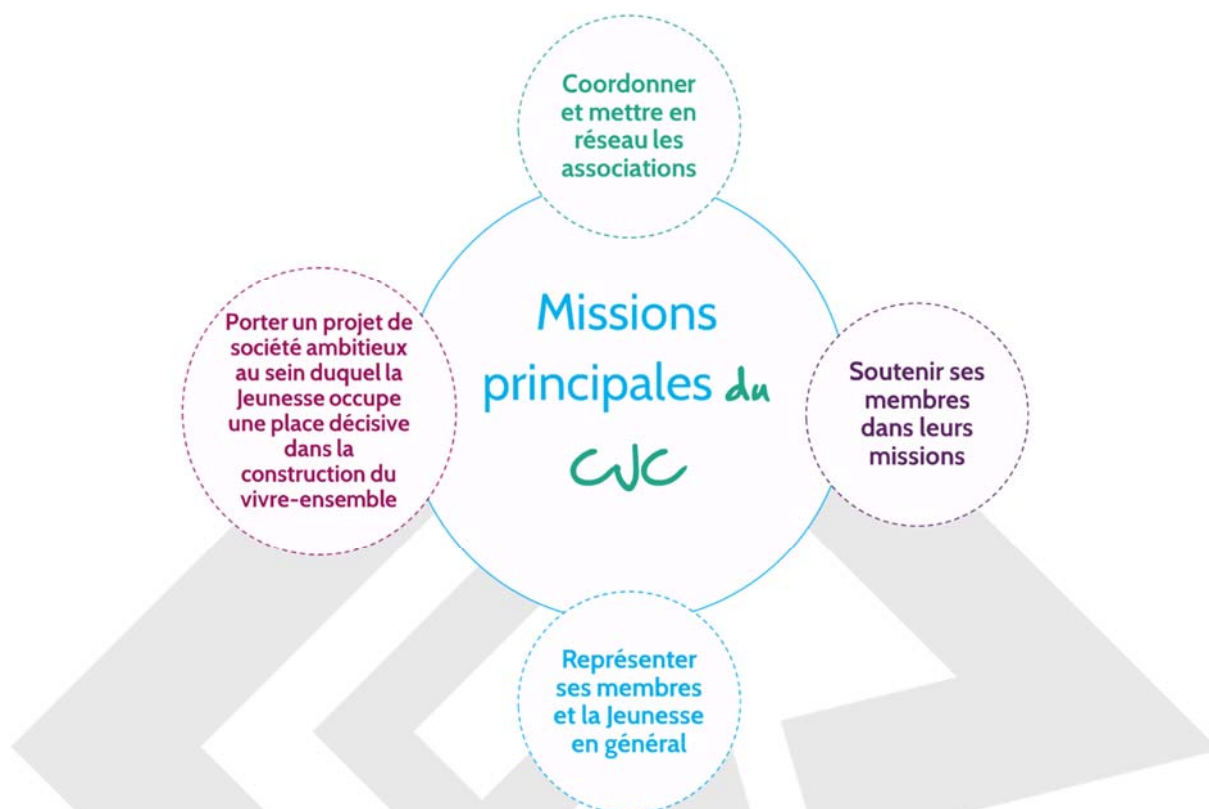 Coordonner
et mettre en
réseau les
associations
Missions
principales du
CJC
Porter un projet de
société ambitieux
au sein duquel la
Jeunesse occupe
une place décisive
dans la
construction du
vivre-ensemble
Soutenir ses
membres
dans leurs
missions
Représenter
ses membres
et la Jeunesse
en général